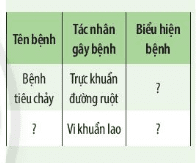 Tên bệnh
Tác nhân
gây bệnh
Biểu hiện
bệnh
Bệnh
tiêu chảy
Trực khuẩn
đường ruột
?
?
Vi khuẩn lao
?